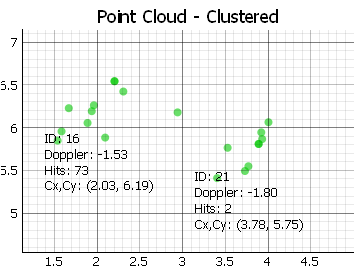 Point Cloud - Clustered
7
6.5
6
5.5
5
ID: 16
Doppler: -1.53
Hits: 73
Cx,Cy: (2.03, 6.19)
ID: 21
Doppler: -1.80
Hits: 2
Cx,Cy: (3.78, 5.75)
1.5 2 2.5 3 3.5 4 4.5